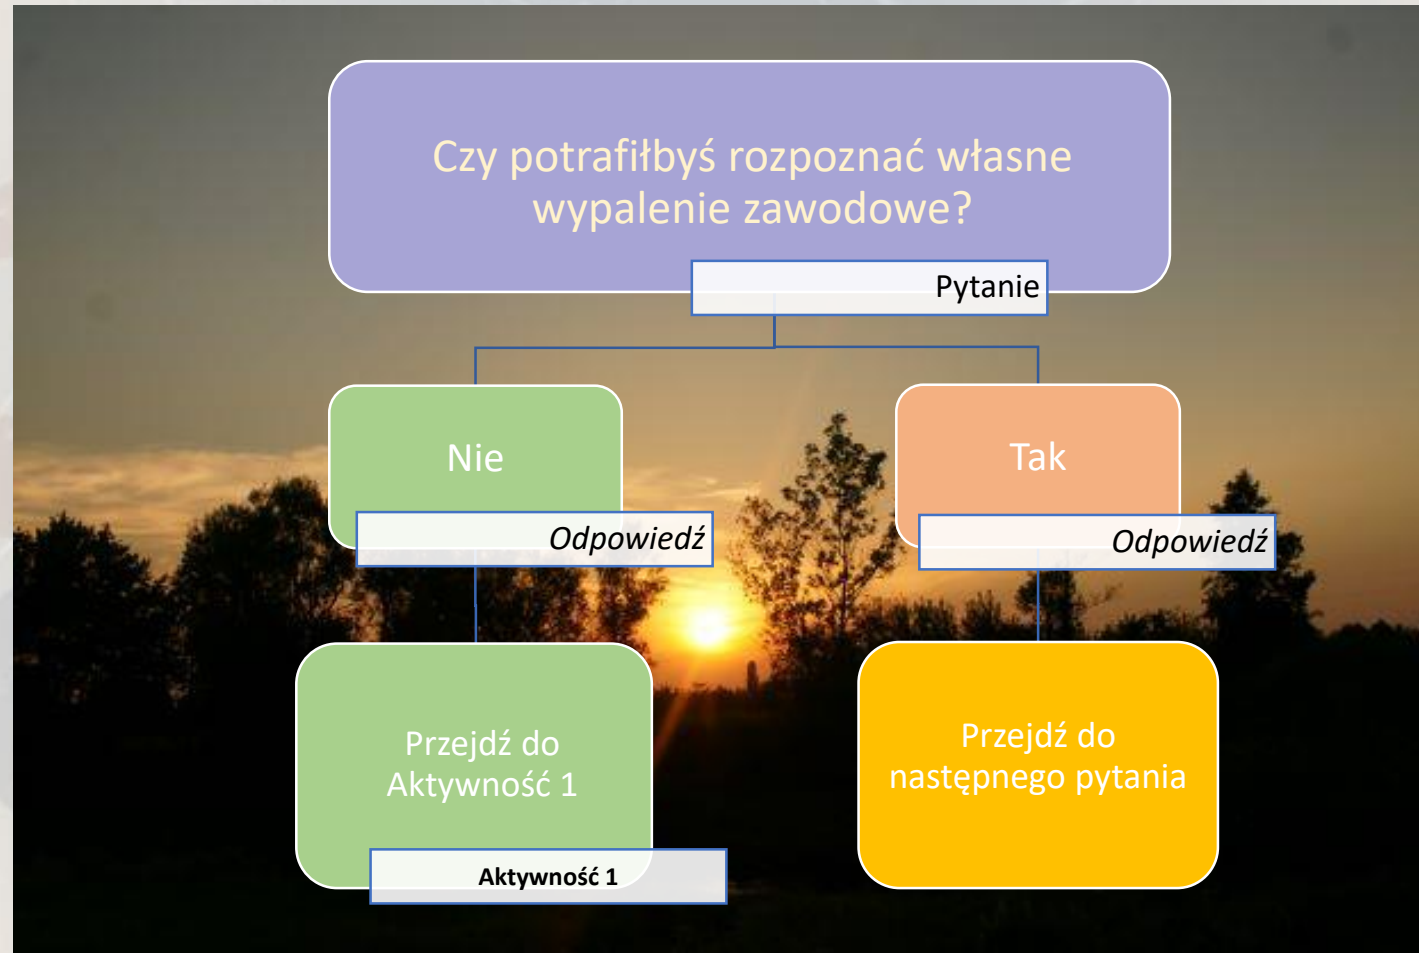 Czy potrafiłbyś rozpoznać własne
wypalenie zawodowe?
Pytanie
Nie
Odpowiedź
Tak
Odpowiedź
Przejdź do
Aktywność 1
Aktywność 1
Przejdź do
następnego pytania